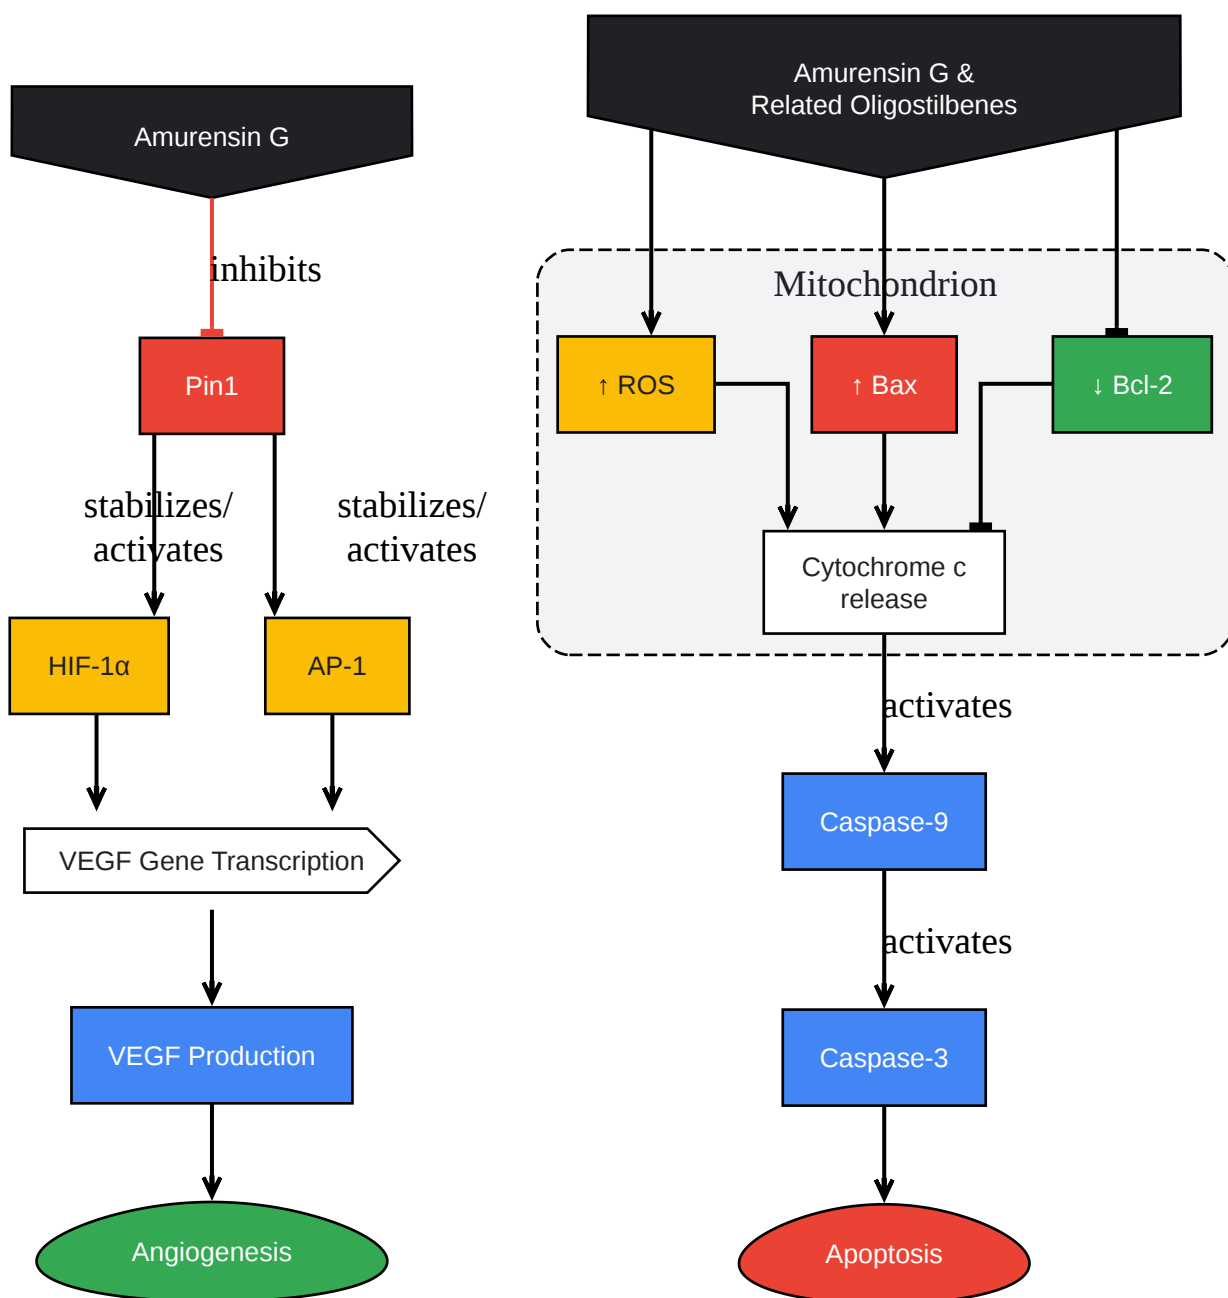 Amurensin G
inhibits
Pin1
stabilizes/
activates
stabilizes/
activates
HIF-1α
AP-1
VEGF Gene Transcription
VEGF Production
Angiogenesis
Amurensin G &
Related Oligostilbenes
Mitochondrion
↑ ROS
↑ Bax
↓ Bcl-2
Cytochrome c
release
activates
Caspase-9
activates
Caspase-3
Apoptosis